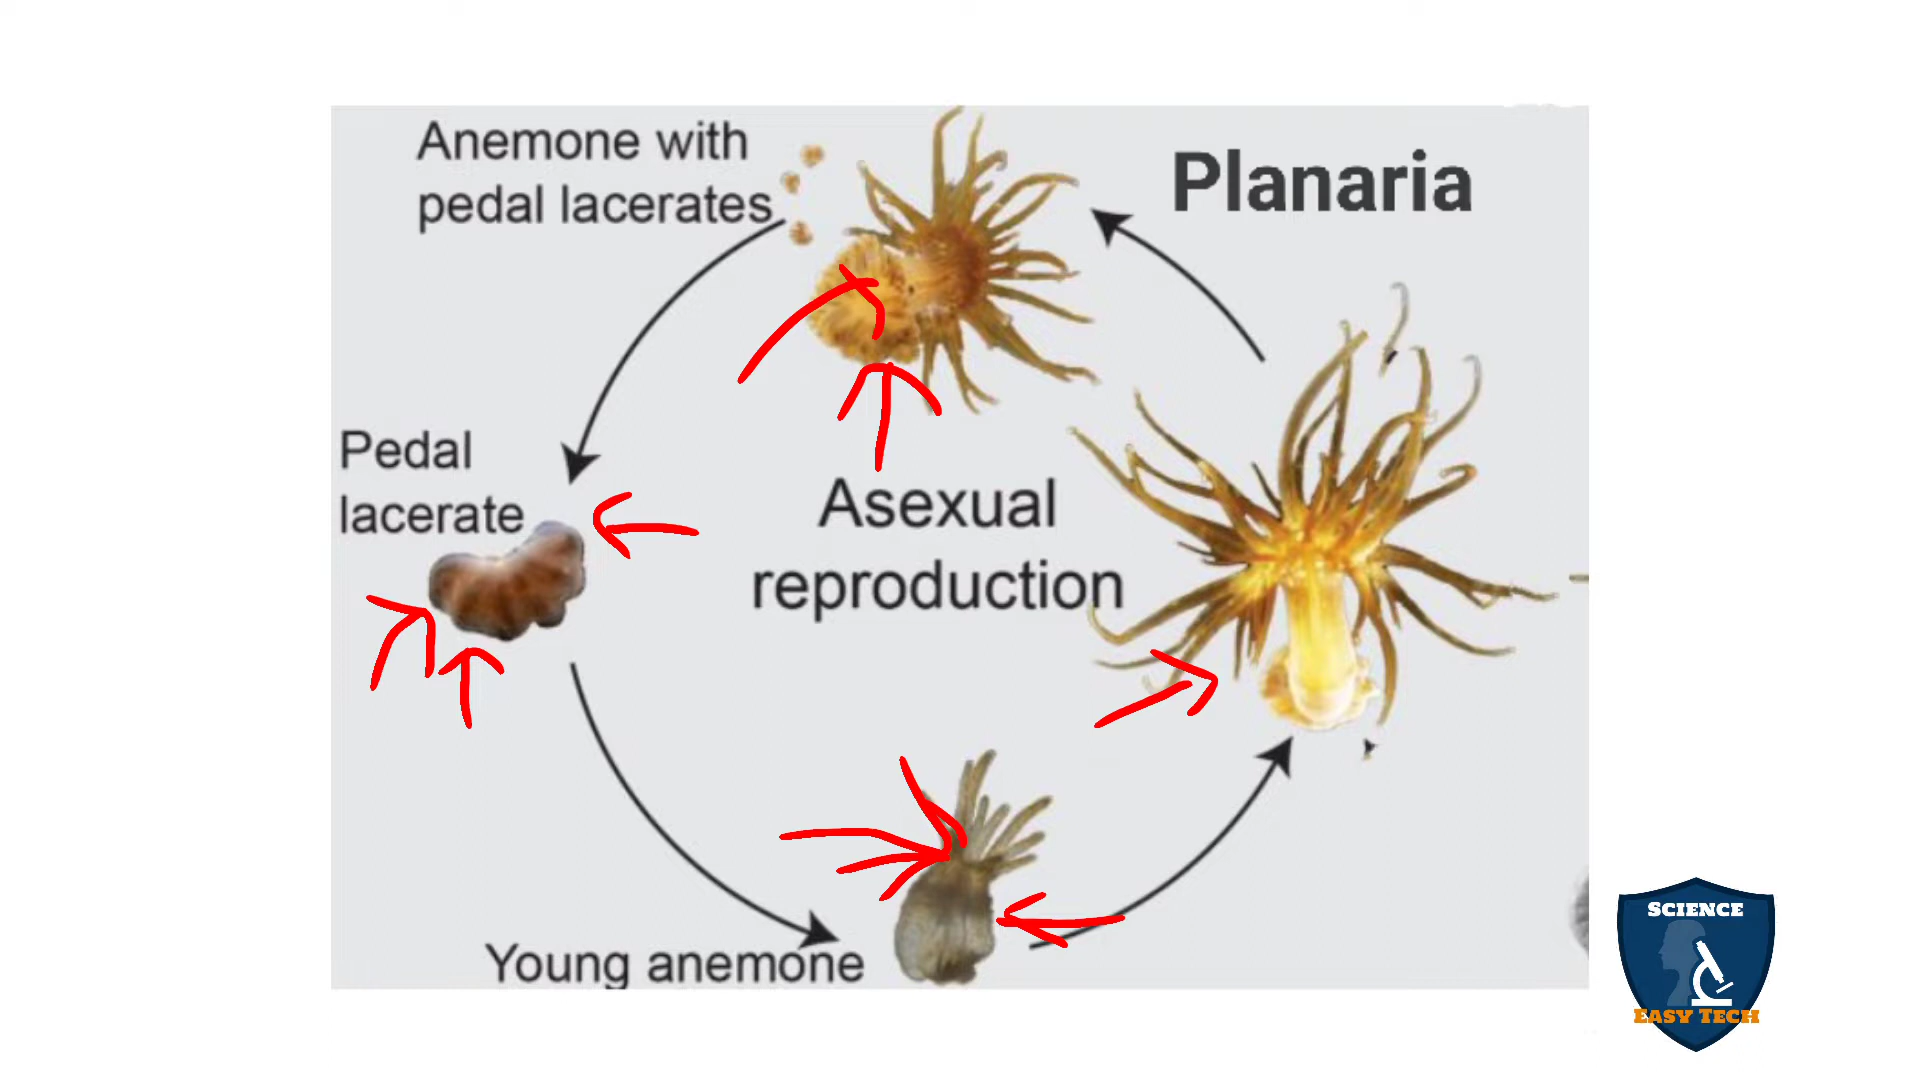 Anemone with
pedal lacerates
Planaria
Pedal
lacerate
Asexual
reproduction
Young anemone
SCIENCE
EASY TECH